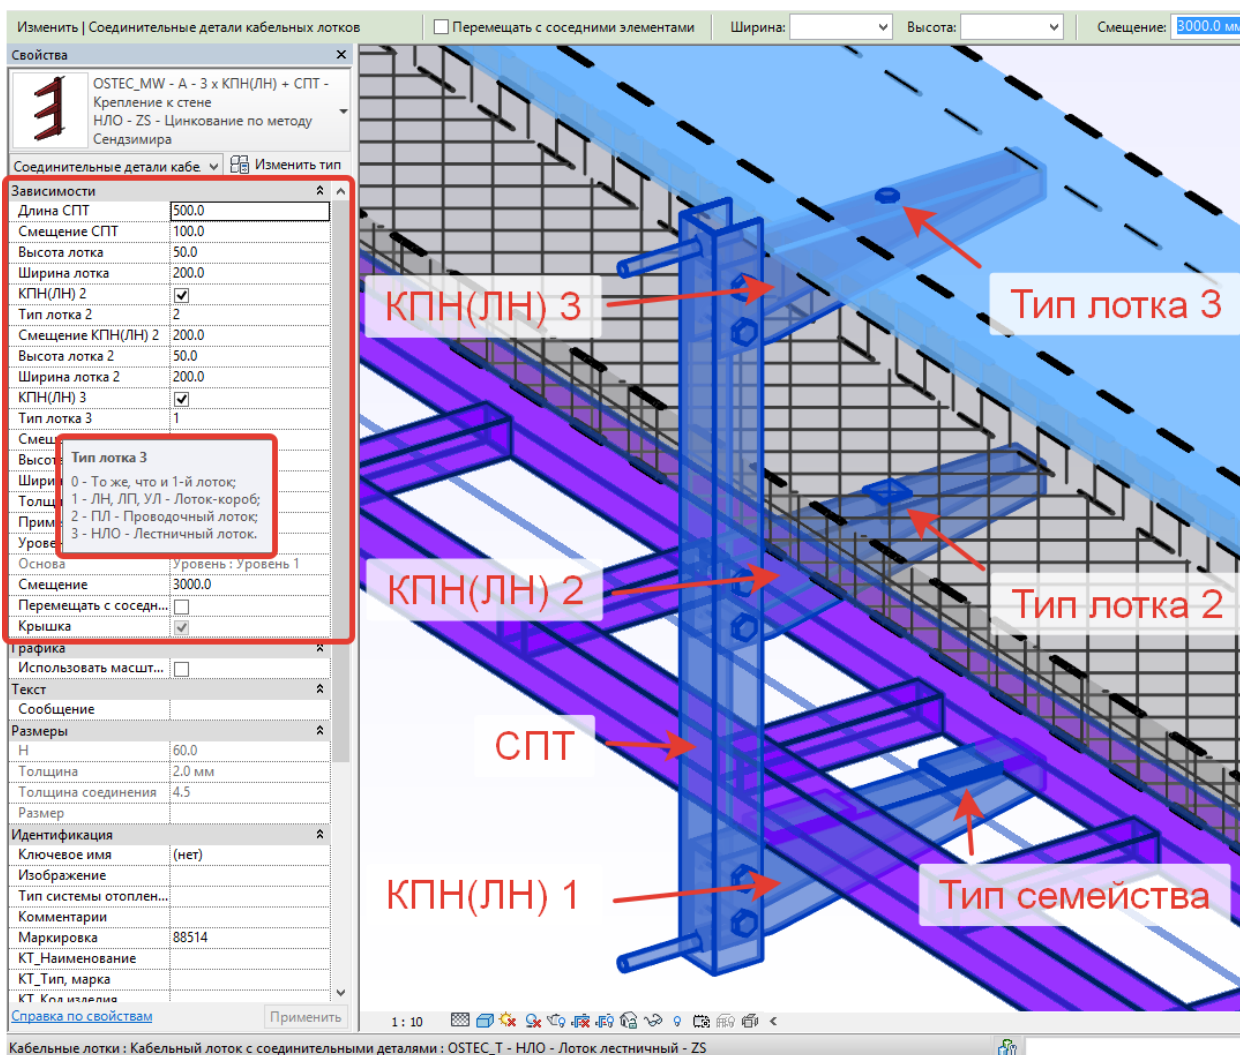 Изменить | Соединительные детали кабельных лотков
Перемещать с соседними элементами
Ширина:
Высота:
Смещение: 3000.0 мм
Свойства
OSTEC_MW - A - 3 x КПН(ЛН) + СПТ -
Крепление к стене
НЛО - ZS - Цинкование по методу
Сендзимира
Соединительные детали кабе
Изменить тип
Зависимости
Длина СПТ 500.0
Смещение СПТ 100.0
Высота лотка 50.0
Ширина лотка 200.0
КПН(ЛН) 2
Тип лотка 2 2
Смещение КПН(ЛН) 2 200.0
Высота лотка 2 50.0
Ширина лотка 2 200.0
КПН(ЛН) 3
Тип лотка 3 1
Тип лотка 3
0 - То же, что и 1-й лоток;
1 - ЛН, ЛП, УЛ - Лоток-короб;
2 - ПЛ - Проводочный лоток;
3 - НЛО - Лестничный лоток.
Основа Уровень : Уровень 1
Смещение 3000.0
Перемещать с соседн...
Крышка
Графика
Использовать масшт...
Текст
Сообщение
Размеры
H 60.0
Толщина 2.0 мм
Толщина соединения 4.5
Размер
Идентификация
Ключевое имя (нет)
Изображение
Тип системы отоплен...
Комментарии
Маркировка 88514
КТ_Наименование
КТ_Тип, марка
КТ_Код изделия
Справка по свойствам
Применить
КПН(ЛН) 3
Тип лотка 3
КПН(ЛН) 2
Тип лотка 2
СПТ
КПН(ЛН) 1
Тип семейства
1 : 10
Кабельные лотки : Кабельный лоток с соединительными деталями : OSTEC_T - НЛО - Лоток лестничный - ZS